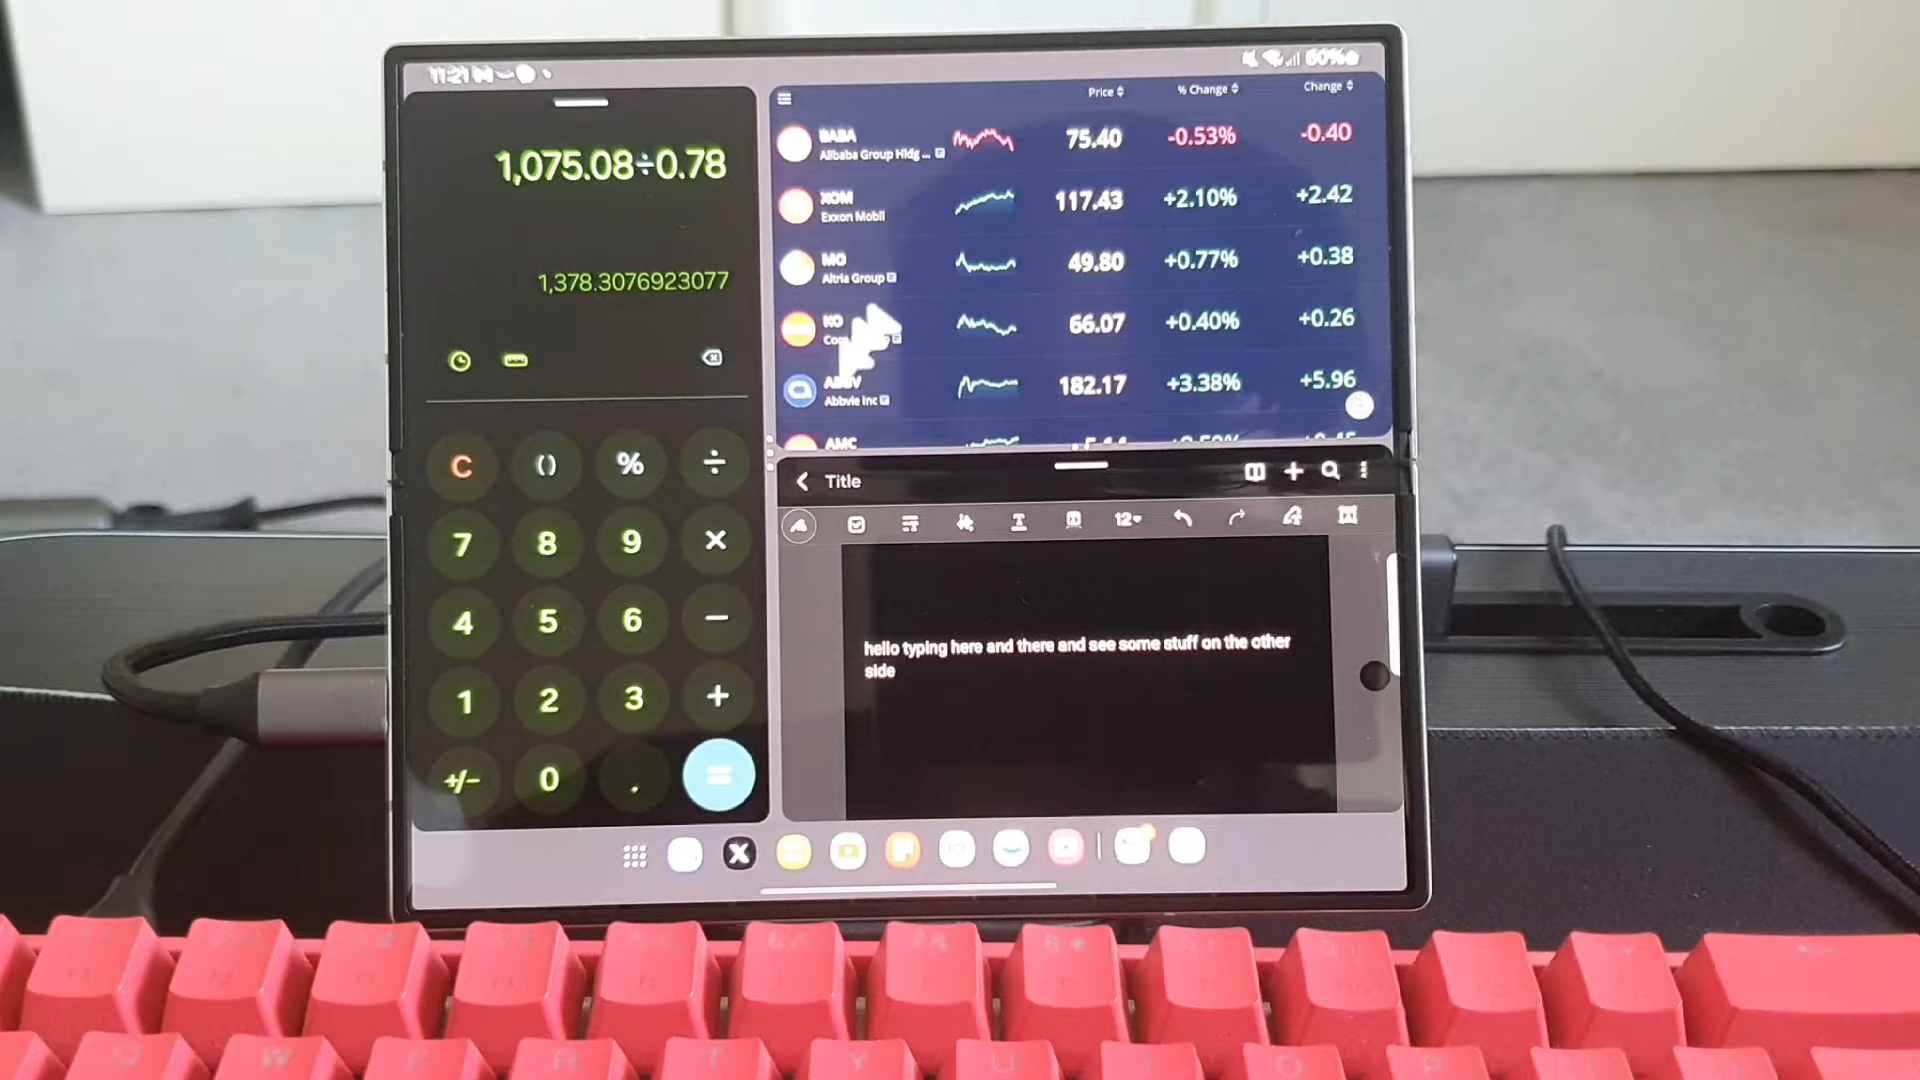 11:21
60%
1,075.08÷0.78
1,378.3076923077
C () % ÷
7 8 9 ×
4 5 6 −
1 2 3 +
+/− 0 . =
Price % Change Change
BABA 75.40 -0.53% -0.40
Alibaba Group Hldg ...
XOM 117.43 +2.10% +2.42
Exxon Mobil
MO 49.80 +0.77% +0.38
Altria Group
KO 66.07 +0.40% +0.26
ABBV 182.17 +3.38% +5.96
Abbvie Inc
AMC
Title
12
hello typing here and there and see some stuff on the other
side
X
W
R T Y U
O P